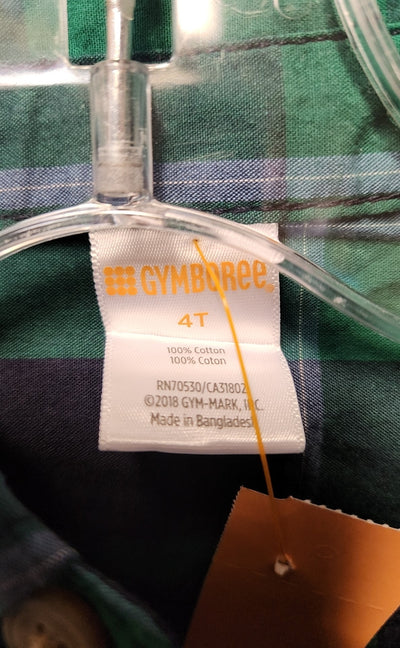 GYMBOREE
4T
100% Cotton
100% Coton
RN70530/CA31802
©2018 GYM-MARK, INC.
Made in Bangladesh